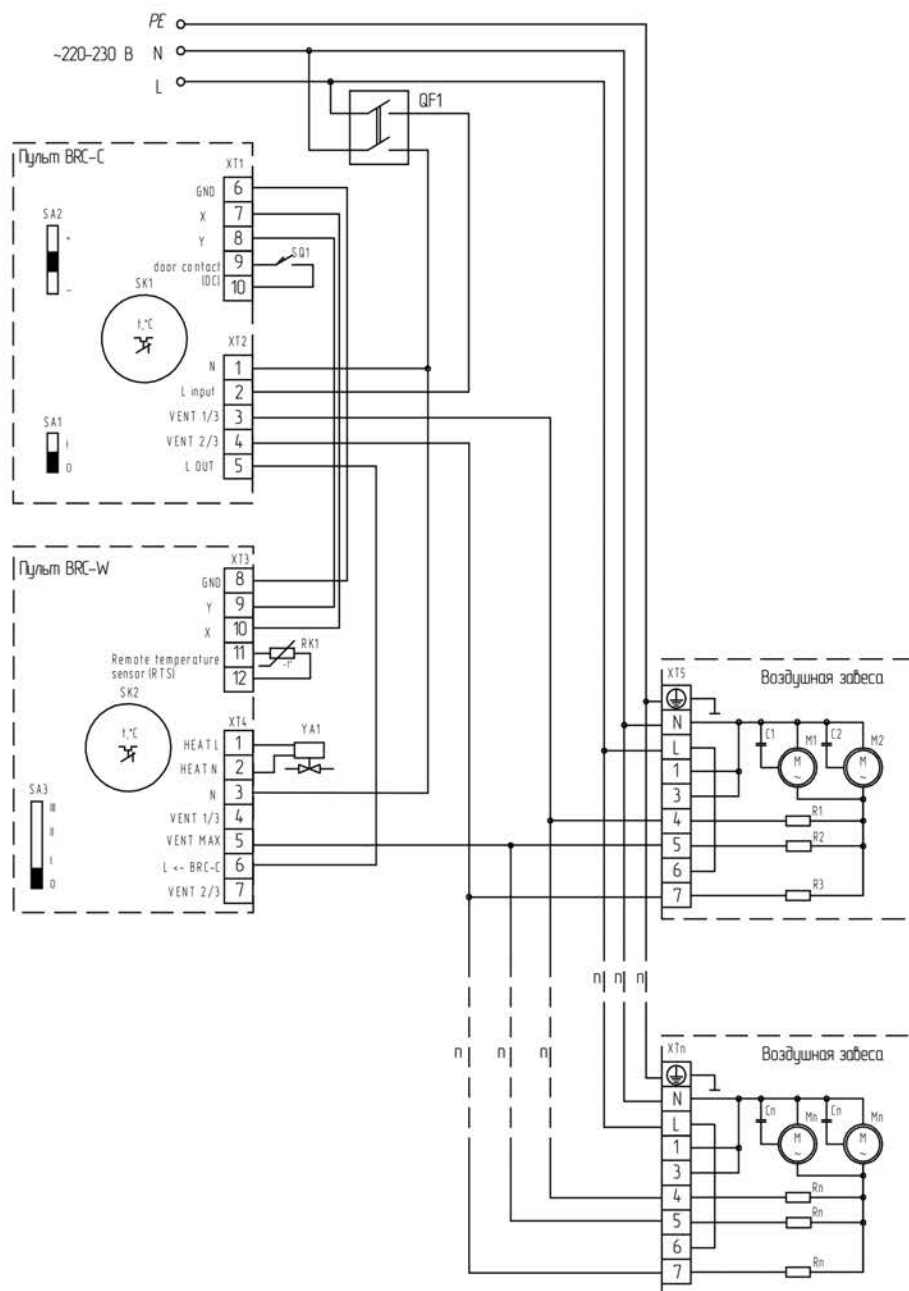 PE
~220-230 В N
L
QF1
Пульт BRC-C
XT1
GND 6
X 7
SA2
Y 8
+
SQ1
door contact 9
(DC) 10
-
SK1
t,°C
XT2
N 1
L input 2
VENT 1/3 3
SA1
VENT 2/3 4
I
L OUT 5
0
Пульт BRC-W
XT3
GND 8
Y 9
X 10
11 RK1
Remote temperature
-t°
sensor (RTS) 12
SK2
XT4
t,°C
HEAT L 1
YA1
HEAT N 2
N 3
SA3
VENT 1/3 4
III
II
VENT MAX 5
I
L <- BRC-C 6
0
VENT 2/3 7
XT5
Воздушная завеса
N
C1 M1 C2 M2
L
M ~ M ~
1
3
4 R1
5 R2
6
7 R3
n n n
n n n
XTn
Воздушная завеса
N
Cn Mn Cn Mn
L
M ~ M ~
1
3
4 Rn
5 Rn
6
7 Rn